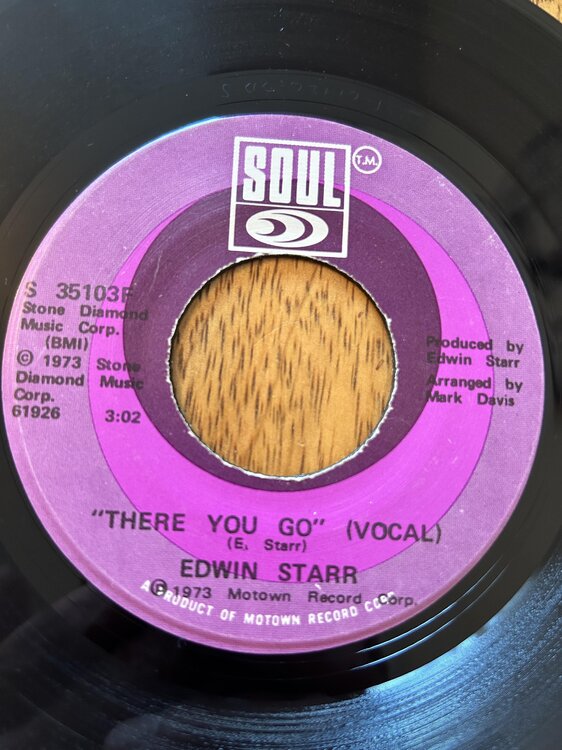 SOUL
T.M.
S 35103F
Stone Diamond
Music Corp.
(BMI)
© 1973 Stone
Diamond Music
Corp.
61926 3:02
Produced by
Edwin Starr
Arranged by
Mark Davis
"THERE YOU GO" (VOCAL)
(E. Starr)
EDWIN STARR
℗ 1973 Motown Record Corp.
A PRODUCT OF MOTOWN RECORD CORP.